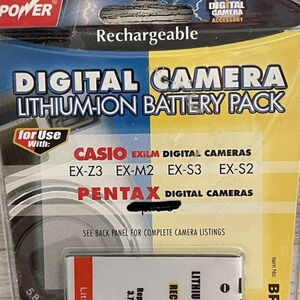 POWER
DIGITAL
CAMERA
ACCESSORY
Rechargeable
DIGITAL CAMERA
LITHIUM-ION BATTERY PACK
for Use
With:
CASIO EXILIM DIGITAL CAMERAS
EX-Z3 EX-M2 EX-S3 EX-S2
PENTAX DIGITAL CAMERAS
SEE BACK PANEL FOR COMPLETE CAMERA LISTINGS
Item No: